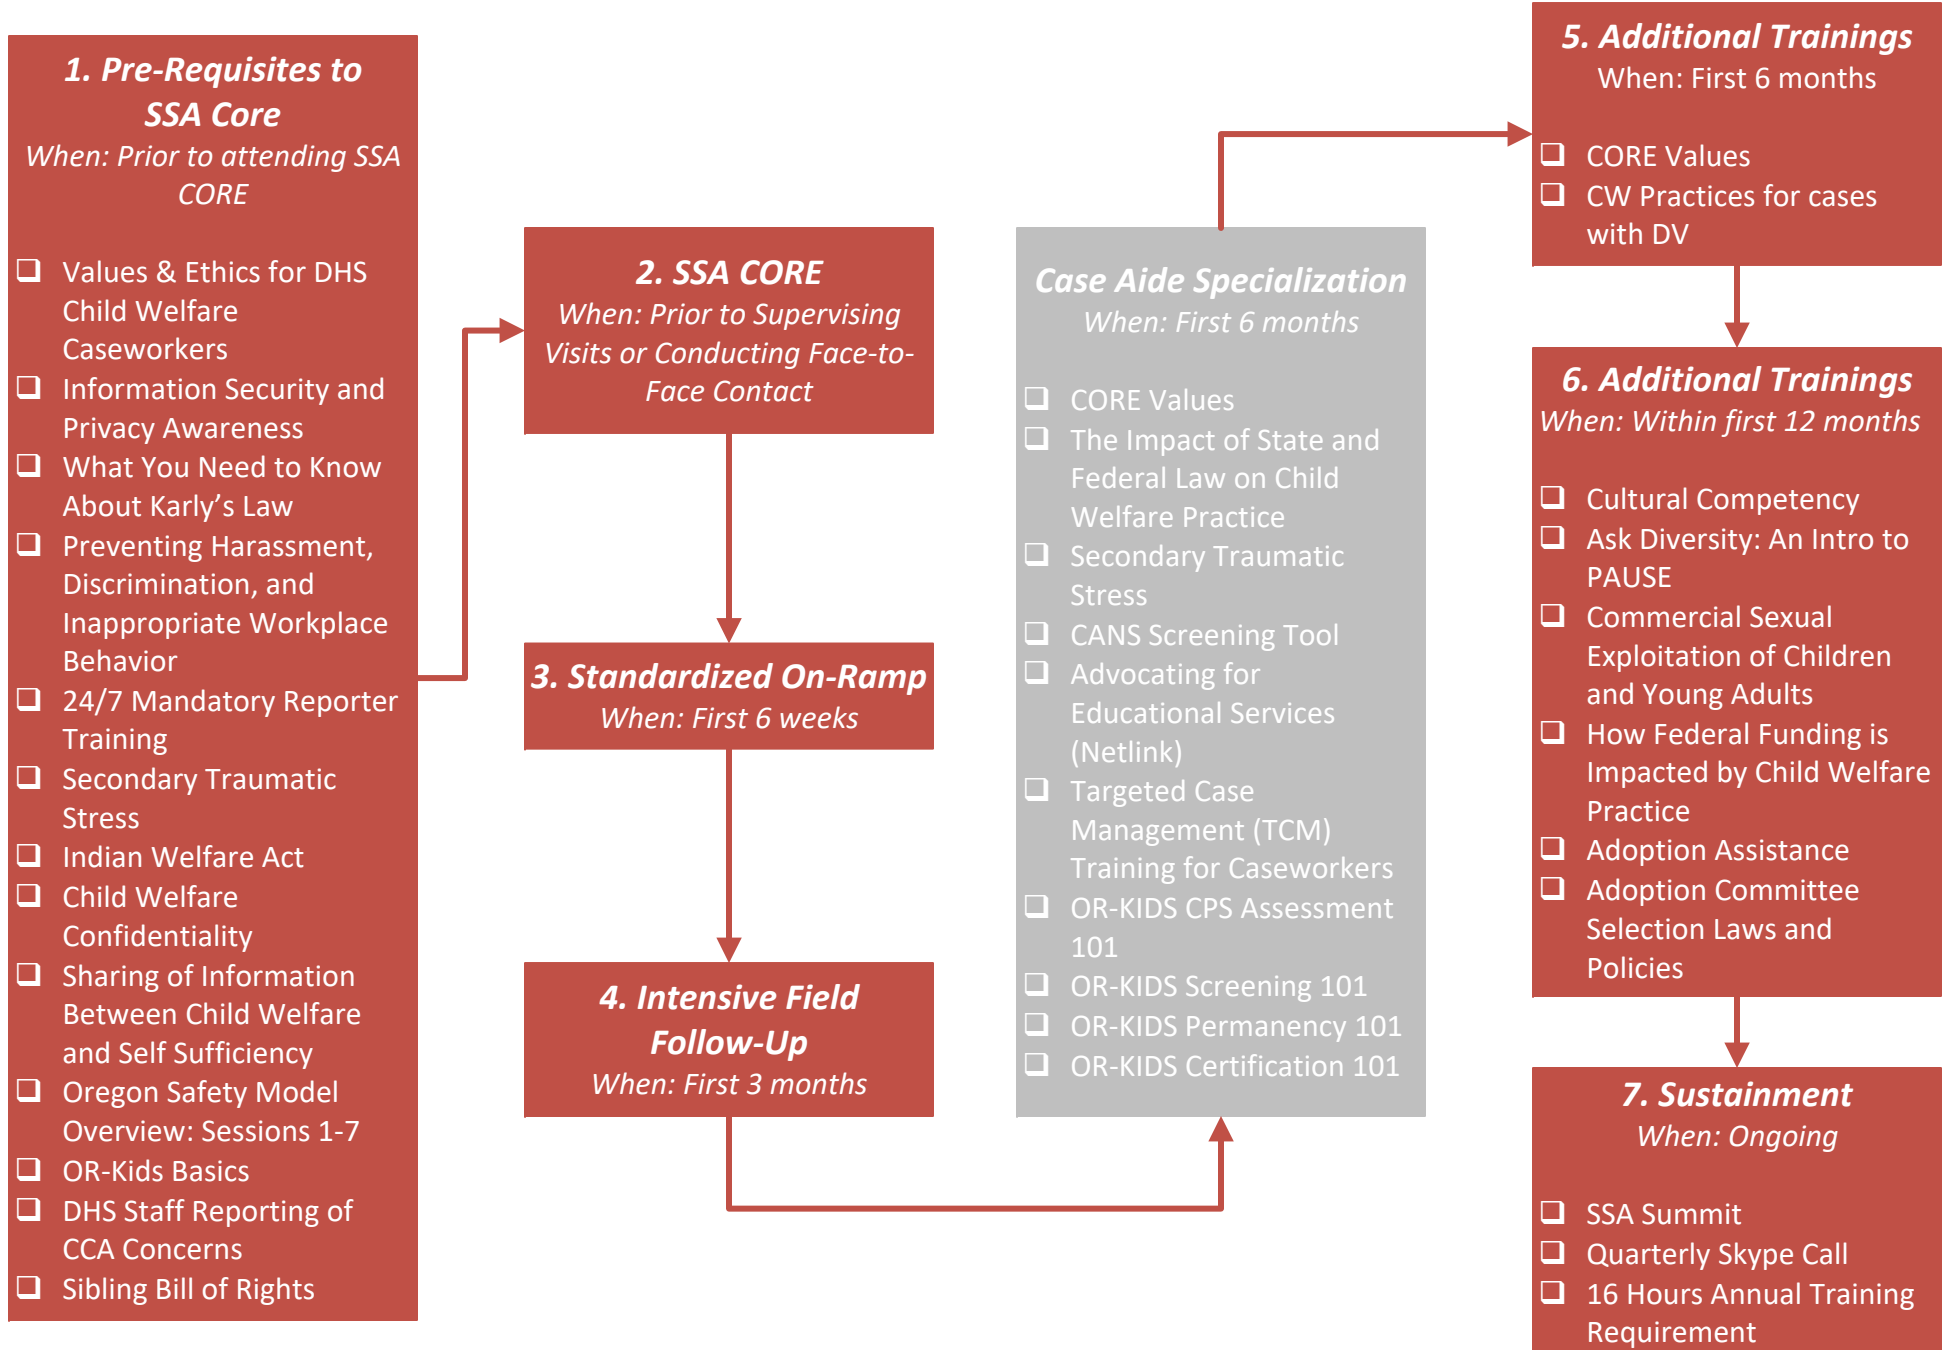 1. Pre-Requisites to
SSA Core
When: Prior to attending SSA
CORE
❑ Values & Ethics for DHS
Child Welfare
Caseworkers
❑ Information Security and
Privacy Awareness
❑ What You Need to Know
About Karly’s Law
❑ Preventing Harassment,
Discrimination, and
Inappropriate Workplace
Behavior
❑ 24/7 Mandatory Reporter
Training
❑ Secondary Traumatic
Stress
❑ Indian Welfare Act
❑ Child Welfare
Confidentiality
❑ Sharing of Information
Between Child Welfare
and Self Sufficiency
❑ Oregon Safety Model
Overview: Sessions 1-7
❑ OR-Kids Basics
❑ DHS Staff Reporting of
CCA Concerns
❑ Sibling Bill of Rights
2. SSA CORE
When: Prior to Supervising
Visits or Conducting Face-to-
Face Contact
3. Standardized On-Ramp
When: First 6 weeks
4. Intensive Field
Follow-Up
When: First 3 months
Case Aide Specialization
When: First 6 months
❑ CORE Values
❑ The Impact of State and
Federal Law on Child
Welfare Practice
❑ Secondary Traumatic
Stress
❑ CANS Screening Tool
❑ Advocating for
Educational Services
(Netlink)
❑ Targeted Case
Management (TCM)
Training for Caseworkers
❑ OR-KIDS CPS Assessment
101
❑ OR-KIDS Screening 101
❑ OR-KIDS Permanency 101
❑ OR-KIDS Certification 101
5. Additional Trainings
When: First 6 months
❑ CORE Values
❑ CW Practices for cases
with DV
6. Additional Trainings
When: Within first 12 months
❑ Cultural Competency
❑ Ask Diversity: An Intro to
PAUSE
❑ Commercial Sexual
Exploitation of Children
and Young Adults
❑ How Federal Funding is
Impacted by Child Welfare
Practice
❑ Adoption Assistance
❑ Adoption Committee
Selection Laws and
Policies
7. Sustainment
When: Ongoing
❑ SSA Summit
❑ Quarterly Skype Call
❑ 16 Hours Annual Training
Requirement